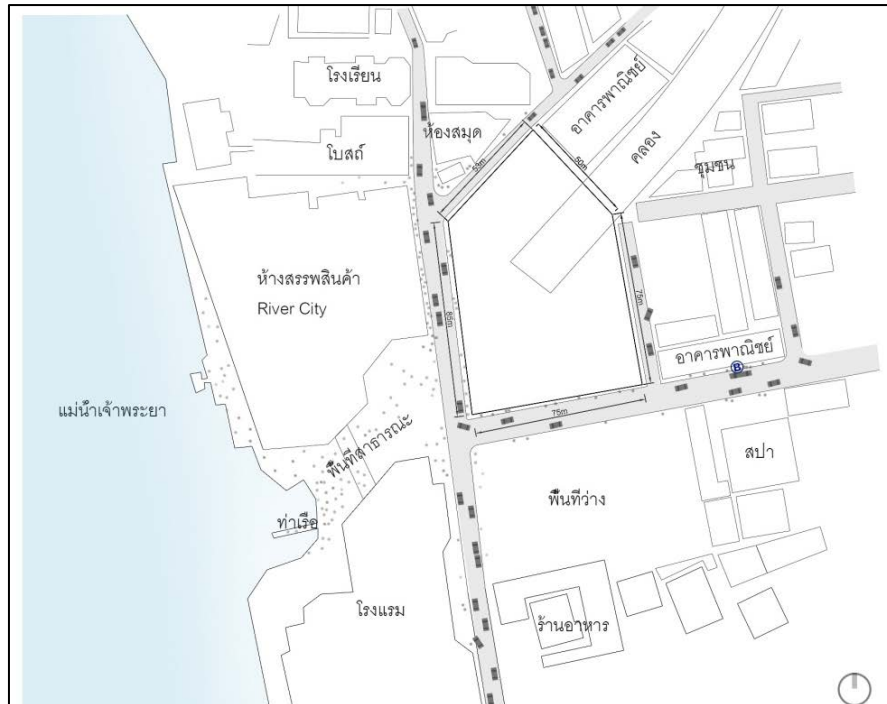 โรงเรียน
อาคารพาณิชย์
ห้องสมุด
คลอง
โบสถ์
ชุมชน
53m
50m
ห้างสรรพสินค้า
River City
85m
75m
อาคารพาณิชย์
B
แม่น้ำเจ้าพระยา
75m
พื้นที่สาธารณะ
สปา
พื้นที่ว่าง
ท่าเรือ
โรงแรม
ร้านอาหาร